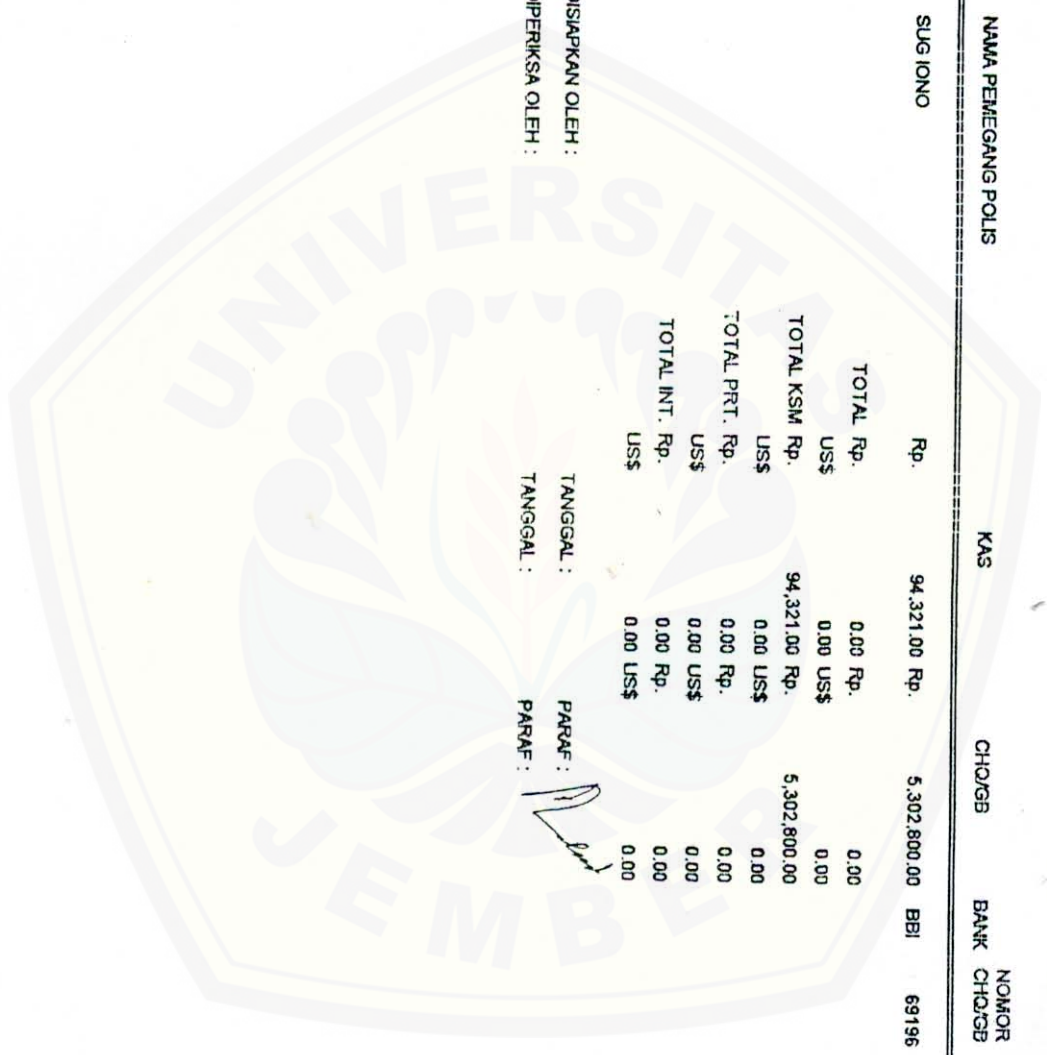 NOMOR
NAMA PEMEGANG POLIS KAS CHQ/GB BANK CHQ/GB
SUGIONO Rp. 94.321.00 Rp. 5.302.800.00 BBI 69196
TOTAL Rp. 0.00 Rp. 0.00
US$ 0.00 US$ 0.00
TOTAL KSM Rp. 94,321.00 Rp. 5,302,800.00
US$ 0.00 US$ 0.00
TOTAL PRT. Rp. 0.00 Rp. 0.00
US$ 0.00 US$ 0.00
TOTAL INT. Rp. 0.00 Rp. 0.00
US$ 0.00 US$ 0.00
ISIAPKAN OLEH : TANGGAL : PARAF :
IPERIKSA OLEH : TANGGAL : PARAF :
UNIVERSITAS
JEMBER